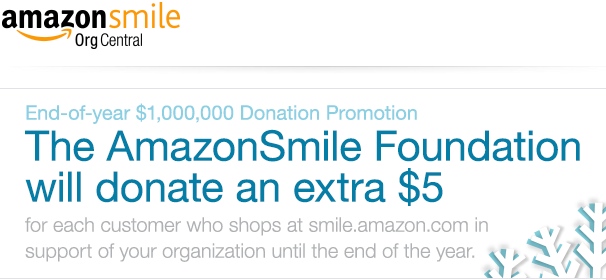 amazonsmile
Org Central
End-of-year $1,000,000 Donation Promotion
The AmazonSmile Foundation
will donate an extra $5
for each customer who shops at smile.amazon.com in
support of your organization until the end of the year.